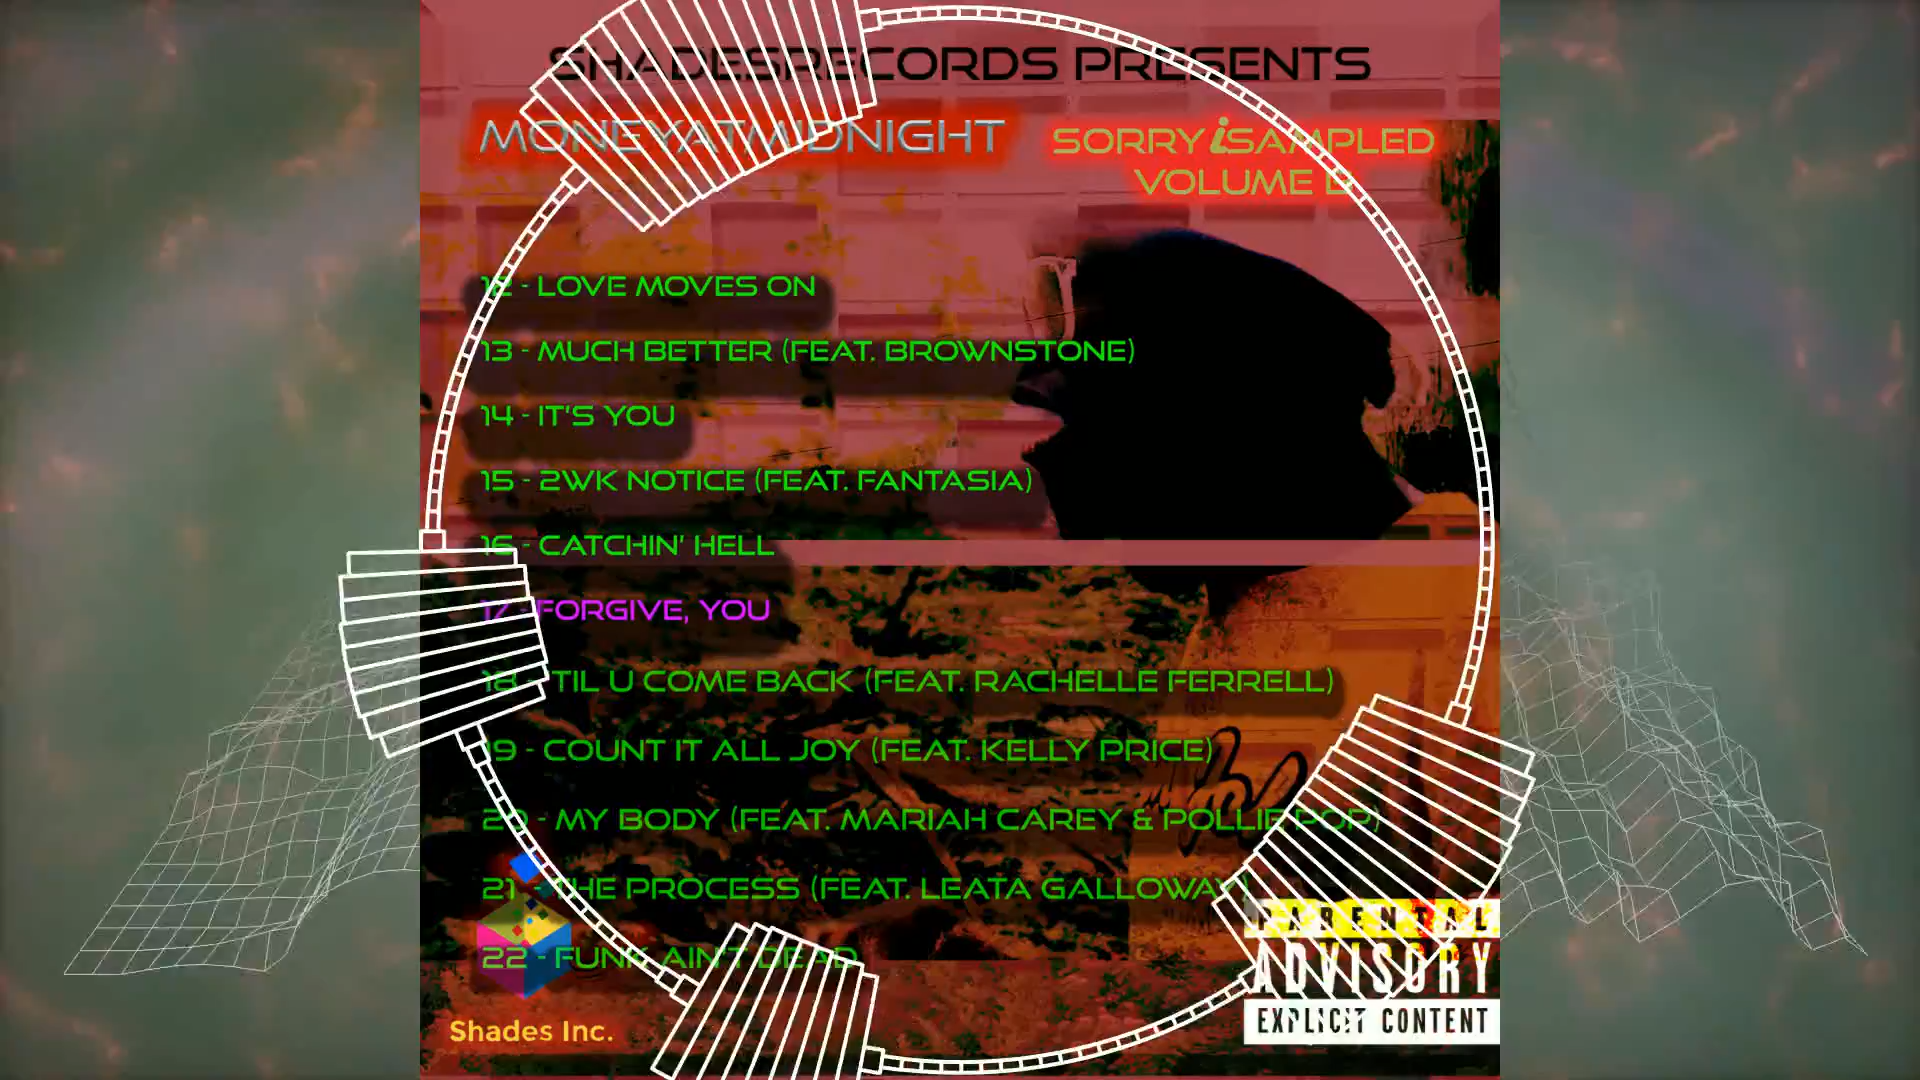 SHADESRECORDS PRESENTS
MONEYATMIDNIGHT
SORRY iSAMPLED
VOLUME B
12 - LOVE MOVES ON
13 - MUCH BETTER (FEAT. BROWNSTONE)
14 - IT'S YOU
15 - 2WK NOTICE (FEAT. FANTASIA)
16 - CATCHIN' HELL
17 - FORGIVE, YOU
18 - 'TIL U COME BACK (FEAT. RACHELLE FERRELL)
19 - COUNT IT ALL JOY (FEAT. KELLY PRICE)
20 - MY BODY (FEAT. MARIAH CAREY & POLLIE POP)
21 - THE PROCESS (FEAT. LEATA GALLOWAY)
22 - FUNK AIN'T DEAD
Shades Inc.
PARENTAL
ADVISORY
EXPLICIT CONTENT